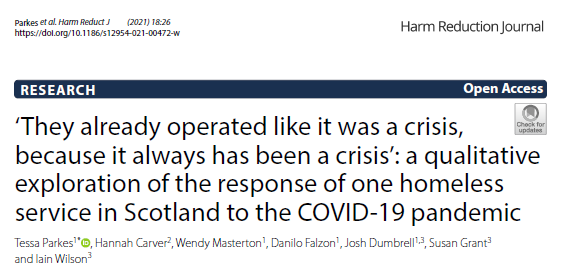 Parkes et al. Harm Reduct J (2021) 18:26
https://doi.org/10.1186/s12954-021-00472-w
Harm Reduction Journal
RESEARCH
Open Access
Check for
updates
‘They already operated like it was a crisis,
because it always has been a crisis’: a qualitative
exploration of the response of one homeless
service in Scotland to the COVID-19 pandemic
Tessa Parkes1*, Hannah Carver2, Wendy Masterton1, Danilo Falzon1, Josh Dumbrell1,3, Susan Grant3
and Iain Wilson3